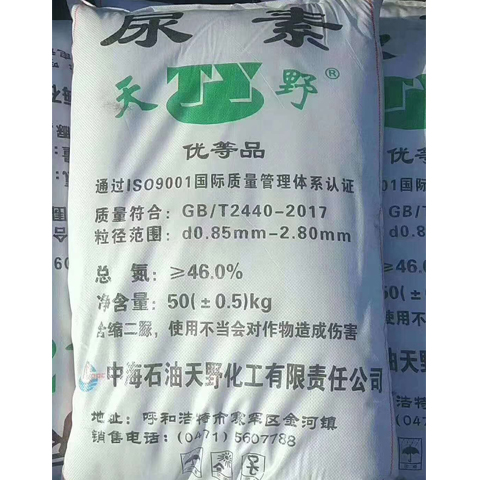 尿素
天 TY 野®
优等品
通过ISO9001国际质量管理体系认证
质量符合: GB/T2440-2017
粒径范围: d0.85mm-2.80mm
总 氮: ≥46.0%
净含量: 50(±0.5)kg
含缩二脲, 使用不当会对作物造成伤害
中海石油天野化工有限责任公司
地址: 呼和浩特市赛罕区金河镇
销售电话: (0471) 5607788
≥46.0%
50(±